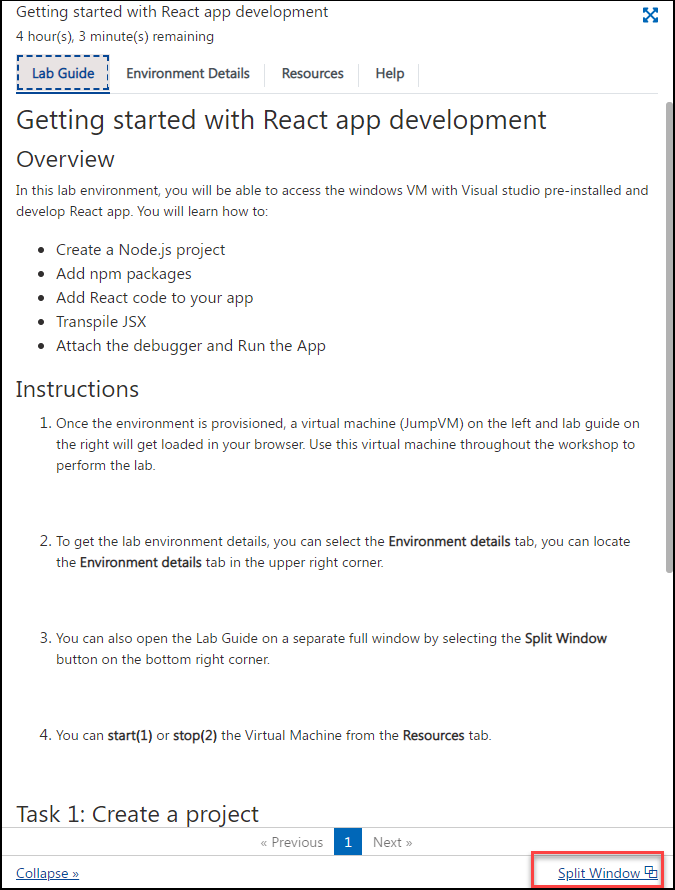 Getting started with React app development
4 hour(s), 3 minute(s) remaining
Lab Guide Environment Details Resources Help
Getting started with React app development
Overview
In this lab environment, you will be able to access the windows VM with Visual studio pre-installed and
develop React app. You will learn how to:
• Create a Node.js project
• Add npm packages
• Add React code to your app
• Transpile JSX
• Attach the debugger and Run the App
Instructions
1. Once the environment is provisioned, a virtual machine (JumpVM) on the left and lab guide on
the right will get loaded in your browser. Use this virtual machine throughout the workshop to
perform the lab.
2. To get the lab environment details, you can select the Environment details tab, you can locate
the Environment details tab in the upper right corner.
3. You can also open the Lab Guide on a separate full window by selecting the Split Window
button on the bottom right corner.
4. You can start(1) or stop(2) the Virtual Machine from the Resources tab.
Task 1: Create a project
« Previous 1 Next »
Collapse » Split Window